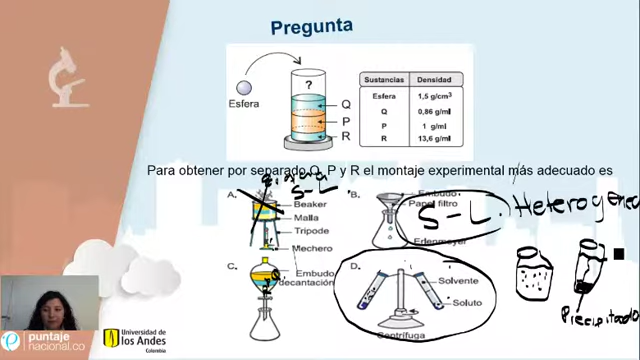 Pregunta
?
Esfera
Q
P
R
Sustancias Densidad
Esfera 1,5 g/cm³
Q 0,86 g/ml
P 1 g/ml
R 13,6 g/ml
Para obtener por separado Q, P y R el montaje experimental más adecuado es
S-L
A.
Beaker
Malla
Trípode
Mechero
B.
Embudo
Papel filtro
Erlenmeyer
S-L. Heterogenea
C.
Embudo
decantación
D.
Solvente
Soluto
Centrífuga
Precipitado
puntaje
nacional.co
Universidad de
los Andes
Colombia